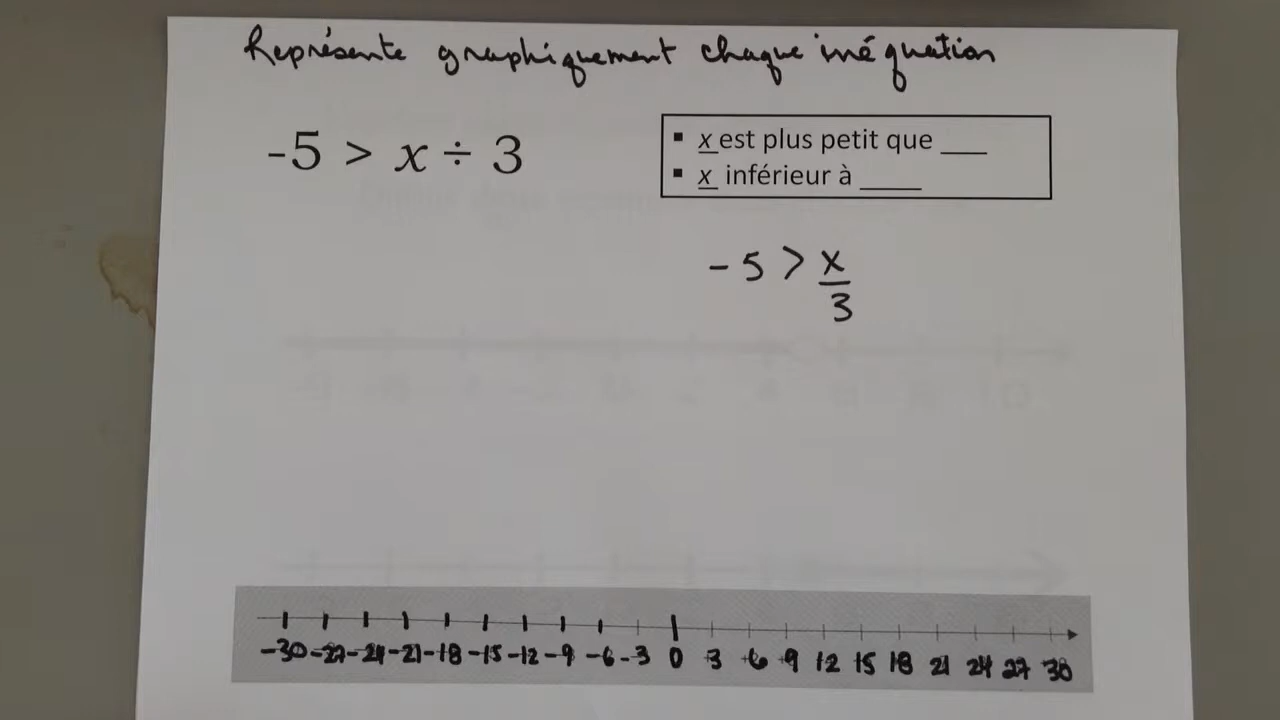 Représente graphiquement chaque inéquation
-5 > x ÷ 3
▪ x est plus petit que ___
▪ x inférieur à ____
-5 > x
3
-30 -27 -24 -21 -18 -15 -12 -9 -6 -3 0 3 +6 +9 12 15 18 21 24 27 30